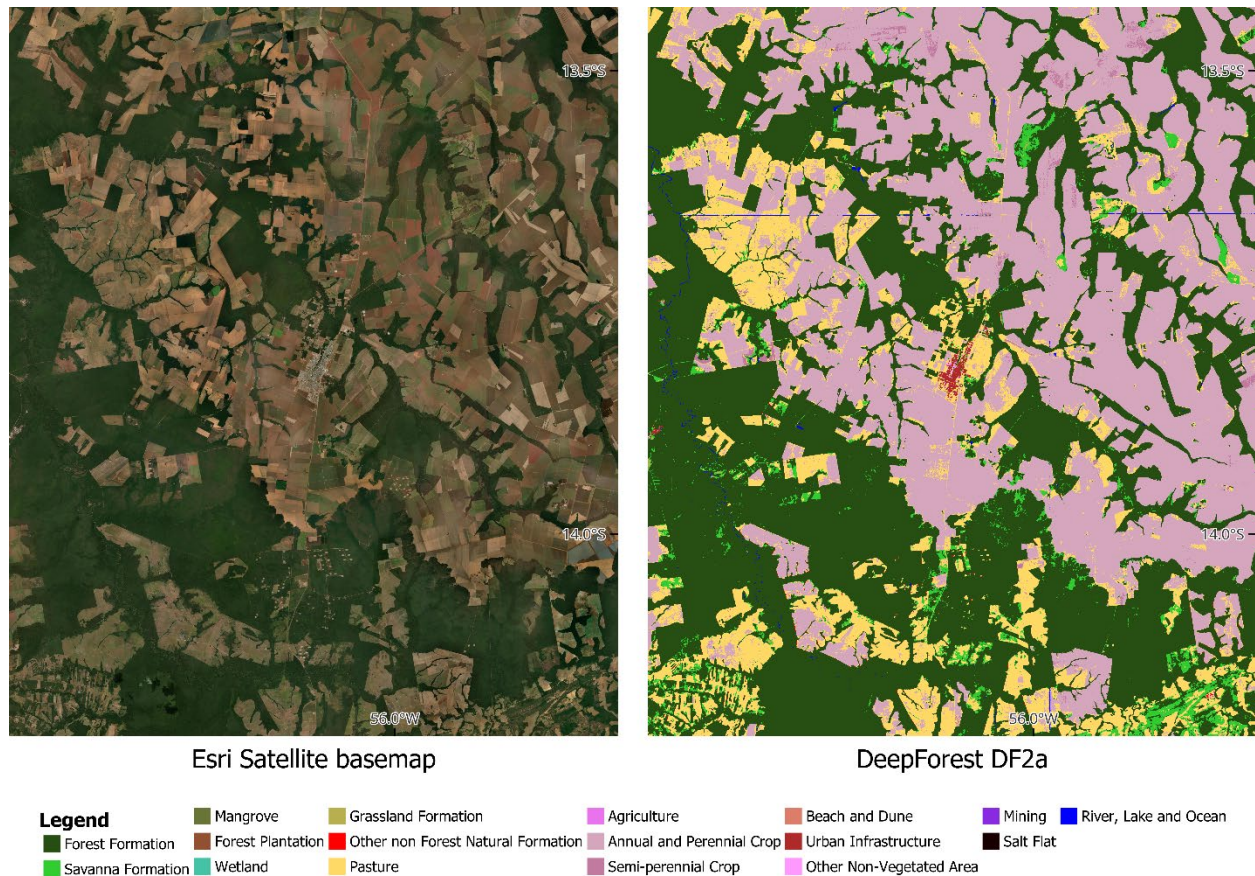 13.5°S
13.5°S
14.0°S
14.0°S
56.0°W
56.0°W
Esri Satellite basemap
DeepForest DF2a
Legend
Forest Formation
Savanna Formation
Mangrove
Forest Plantation
Wetland
Grassland Formation
Other non Forest Natural Formation
Pasture
Agriculture
Annual and Perennial Crop
Semi-perennial Crop
Beach and Dune
Urban Infrastructure
Other Non-Vegetated Area
Mining
Salt Flat
River, Lake and Ocean